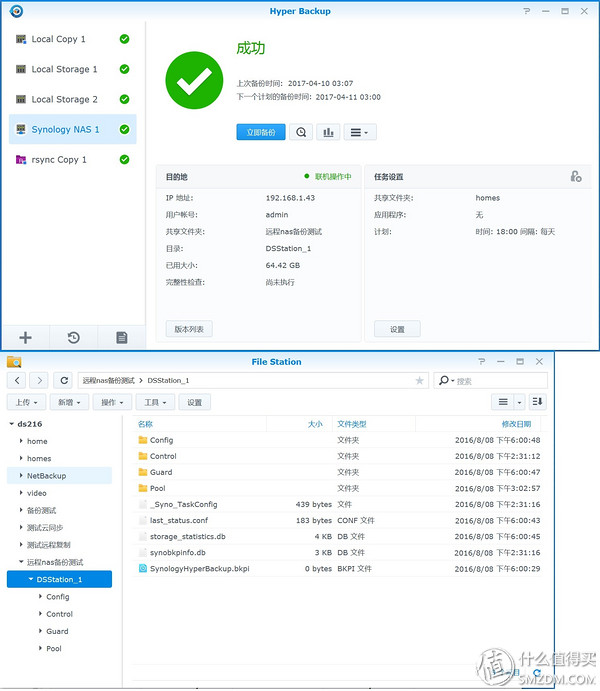 Hyper Backup
Local Copy 1
Local Storage 1
Local Storage 2
Synology NAS 1
rsync Copy 1
成功
上次备份时间: 2017-04-10 03:07
下一个计划的备份时间: 2017-04-11 03:00
立即备份
目的地 联机操作中
IP 地址: 192.168.1.43
用户帐号: admin
共享文件夹: 远程nas备份测试
目录: DSStation_1
已用大小: 64.42 GB
完整性检查: 尚未执行
版本列表
任务设置
共享文件夹: homes
应用程序: 无
计划: 时间: 18:00 间隔: 每天
设置
File Station
远程nas备份测试 > DSStation_1
搜索
上传 新增 操作 工具 设置
ds216
home
homes
NetBackup
video
备份测试
测试云同步
测试远程复制
远程nas备份测试
DSStation_1
Config
Control
Guard
Pool
名称 大小 文件类型 修改日期
Config 文件夹 2016/8/08 下午6:00:48
Control 文件夹 2016/8/08 下午2:31:12
Guard 文件夹 2016/8/08 下午6:00:47
Pool 文件夹 2016/8/08 下午3:02:57
_Syno_TaskConfig 439 bytes 文件 2016/8/08 下午2:31:16
last_status.conf 183 bytes CONF 文件 2016/8/08 下午6:00:43
storage_statistics.db 4 KB DB 文件 2016/8/08 下午6:00:45
synobkpinfo.db 3 KB DB 文件 2016/8/08 下午2:31:16
SynologyHyperBackup.bkpi 0 bytes BKPI 文件 2016/8/08 下午6:00:29
值 什么值得买
SMZDM.COM